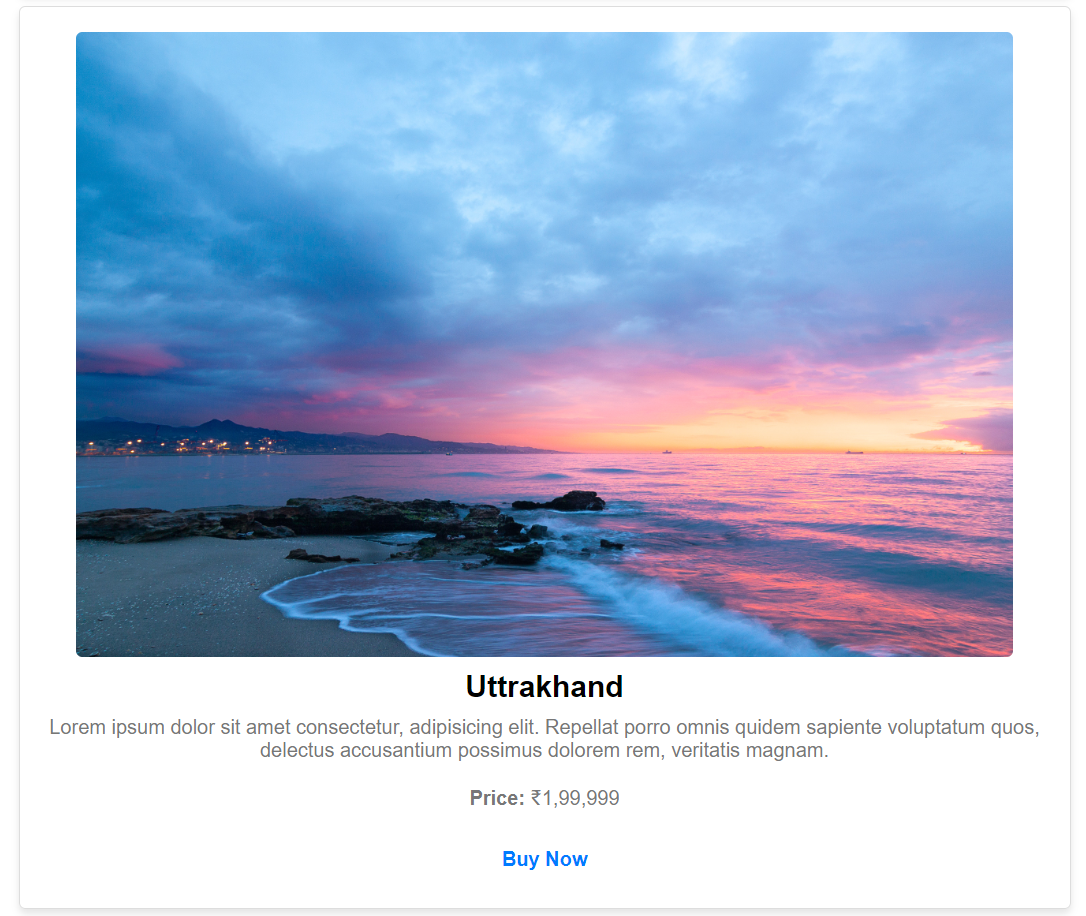 Uttrakhand
Lorem ipsum dolor sit amet consectetur, adipisicing elit. Repellat porro omnis quidem sapiente voluptatum quos,
delectus accusantium possimus dolorem rem, veritatis magnam.
Price: ₹1,99,999
Buy Now